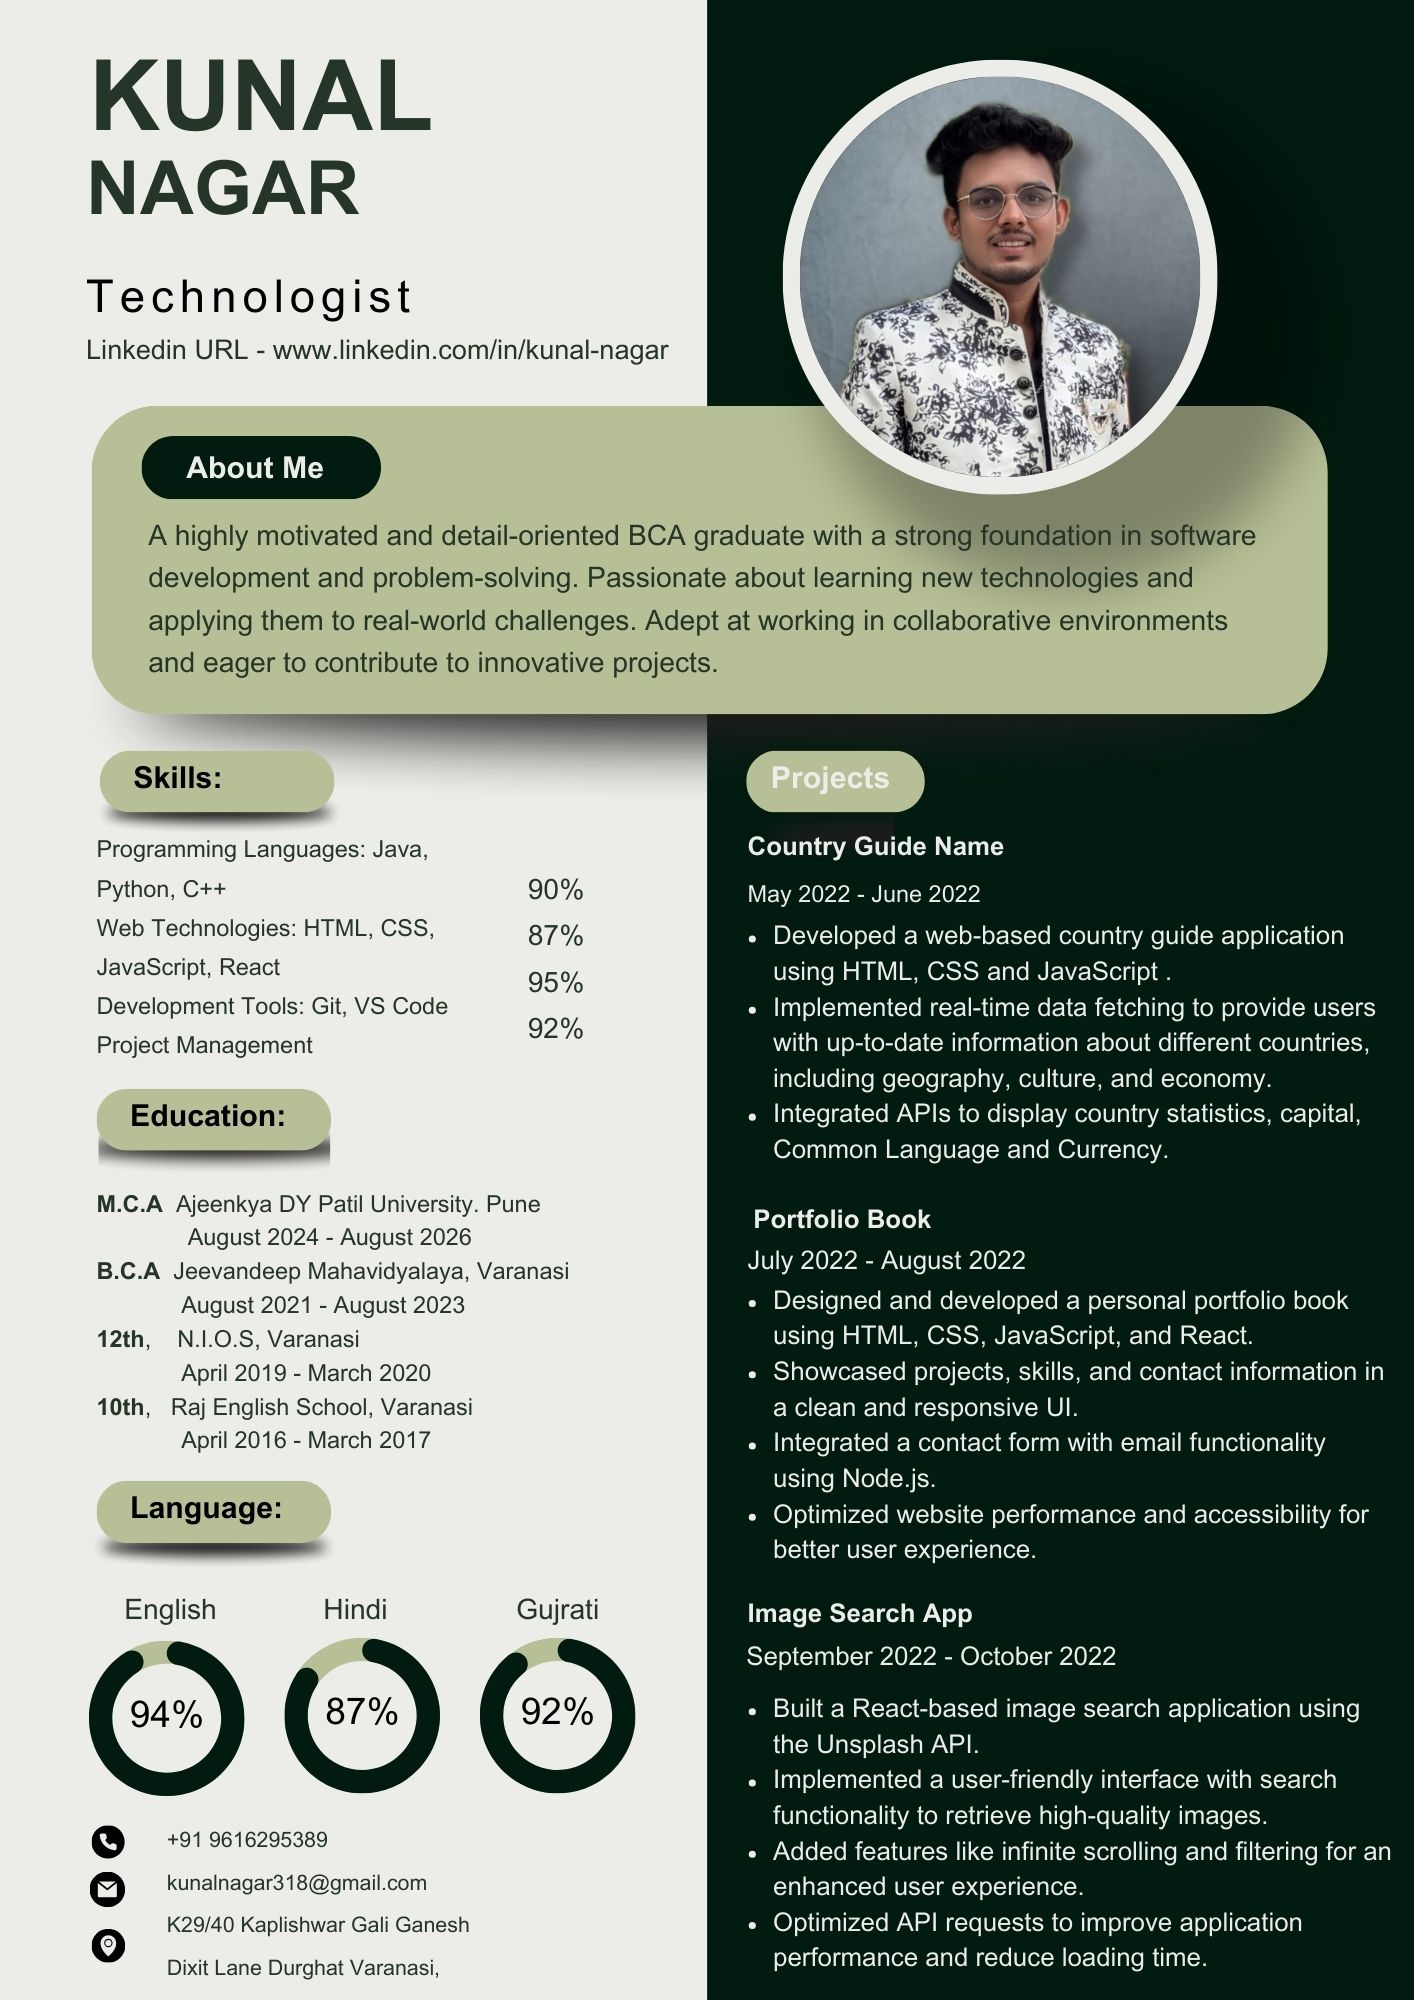 KUNAL
NAGAR
Technologist
Linkedin URL - www.linkedin.com/in/kunal-nagar
About Me
A highly motivated and detail-oriented BCA graduate with a strong foundation in software
development and problem-solving. Passionate about learning new technologies and
applying them to real-world challenges. Adept at working in collaborative environments
and eager to contribute to innovative projects.
Skills:
Programming Languages: Java,
Python, C++
Web Technologies: HTML, CSS,
JavaScript, React
Development Tools: Git, VS Code
Project Management
90%
87%
95%
92%
Education:
M.C.A Ajeenkya DY Patil University. Pune
August 2024 - August 2026
B.C.A Jeevandeep Mahavidyalaya, Varanasi
August 2021 - August 2023
12th, N.I.O.S, Varanasi
April 2019 - March 2020
10th, Raj English School, Varanasi
April 2016 - March 2017
Language:
English Hindi Gujrati
94% 87% 92%
+91 9616295389
kunalnagar318@gmail.com
K29/40 Kaplishwar Gali Ganesh
Dixit Lane Durghat Varanasi,
Projects
Country Guide Name
May 2022 - June 2022
• Developed a web-based country guide application
using HTML, CSS and JavaScript .
• Implemented real-time data fetching to provide users
with up-to-date information about different countries,
including geography, culture, and economy.
• Integrated APIs to display country statistics, capital,
Common Language and Currency.
Portfolio Book
July 2022 - August 2022
• Designed and developed a personal portfolio book
using HTML, CSS, JavaScript, and React.
• Showcased projects, skills, and contact information in
a clean and responsive UI.
• Integrated a contact form with email functionality
using Node.js.
• Optimized website performance and accessibility for
better user experience.
Image Search App
September 2022 - October 2022
• Built a React-based image search application using
the Unsplash API.
• Implemented a user-friendly interface with search
functionality to retrieve high-quality images.
• Added features like infinite scrolling and filtering for an
enhanced user experience.
• Optimized API requests to improve application
performance and reduce loading time.